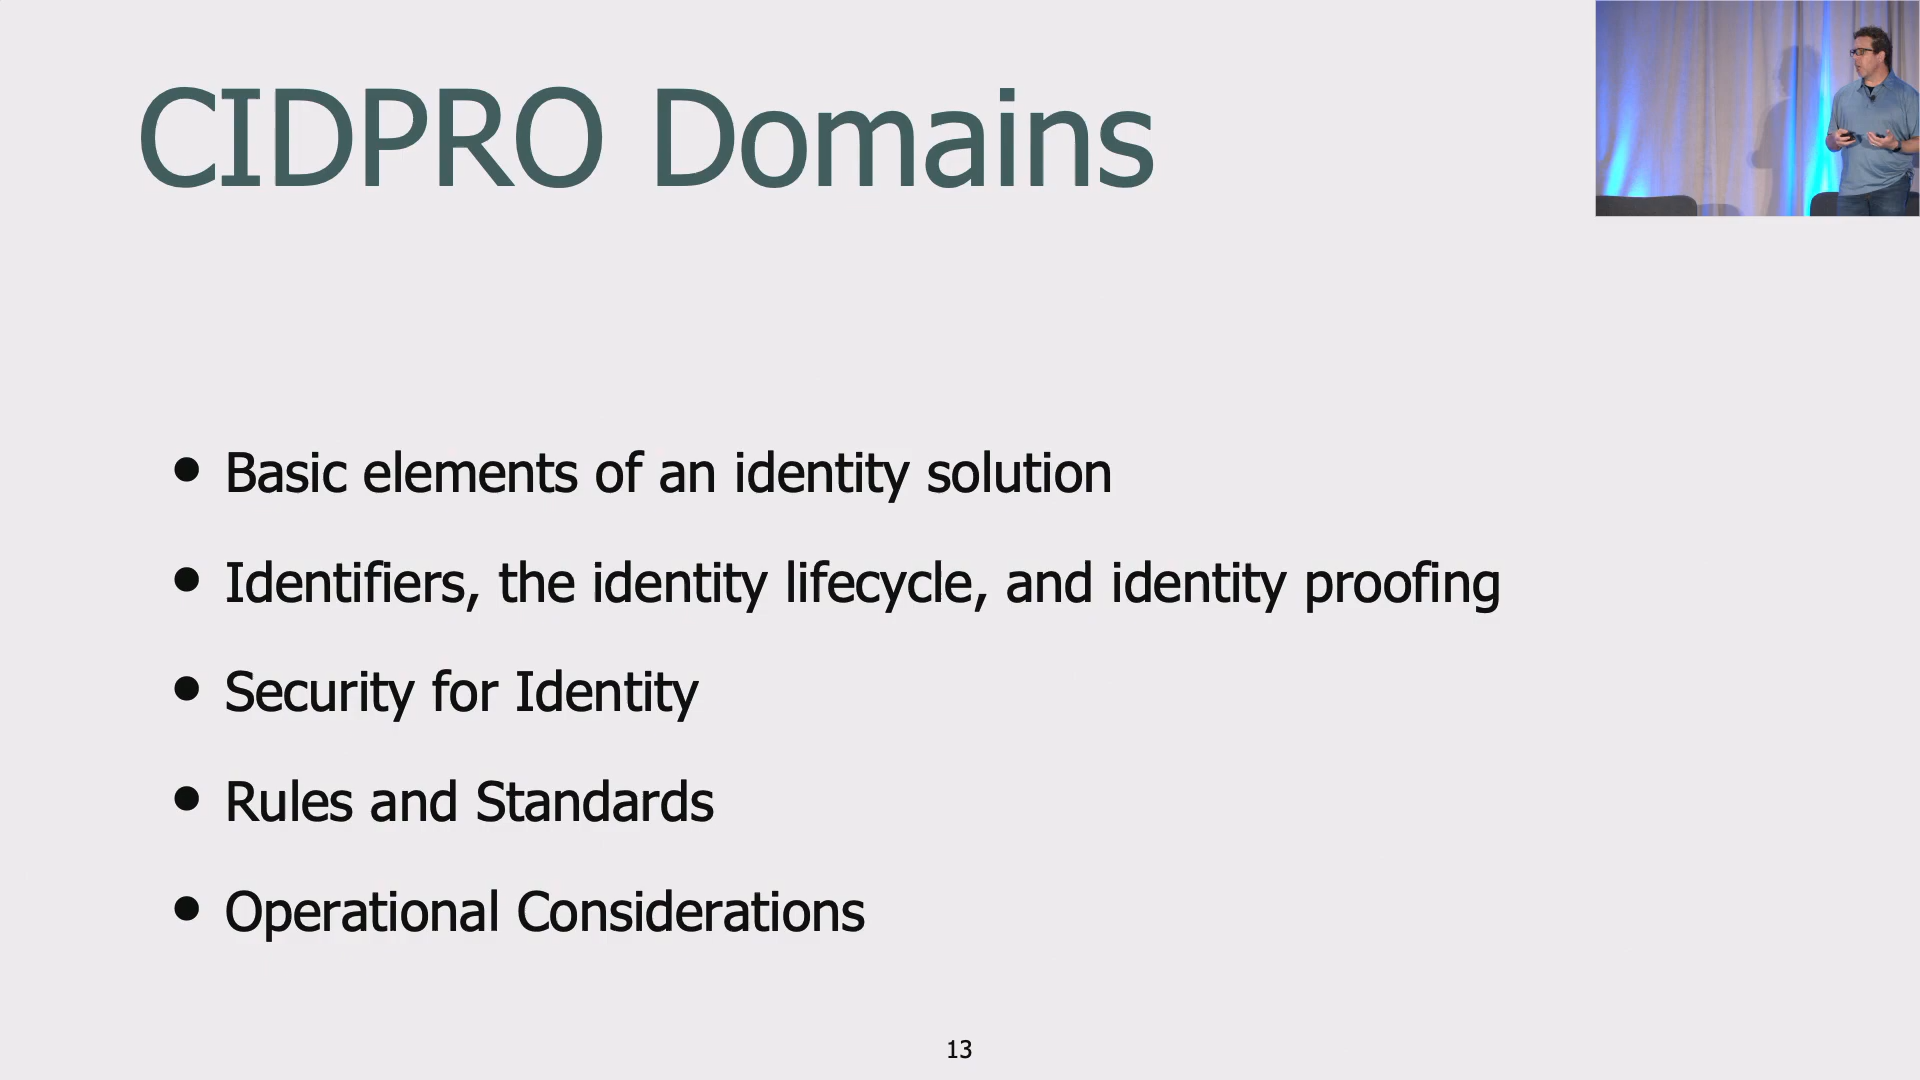 CIDPRO Domains
• Basic elements of an identity solution
• Identifiers, the identity lifecycle, and identity proofing
• Security for Identity
• Rules and Standards
• Operational Considerations
13